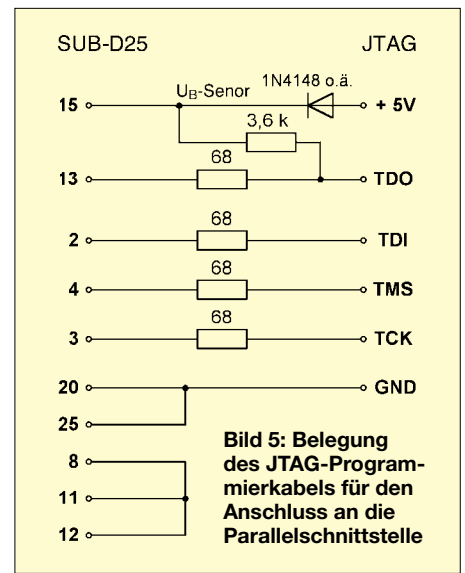 SUB-D25 JTAG
1N4148 o.ä.
15 U_B-Senor + 5V
3,6 k
68
13 TDO
68
2 TDI
68
4 TMS
68
3 TCK
20 GND
25
8
11
12
Bild 5: Belegung
des JTAG-Program-
mierkabels für den
Anschluss an die
Parallelschnittstelle